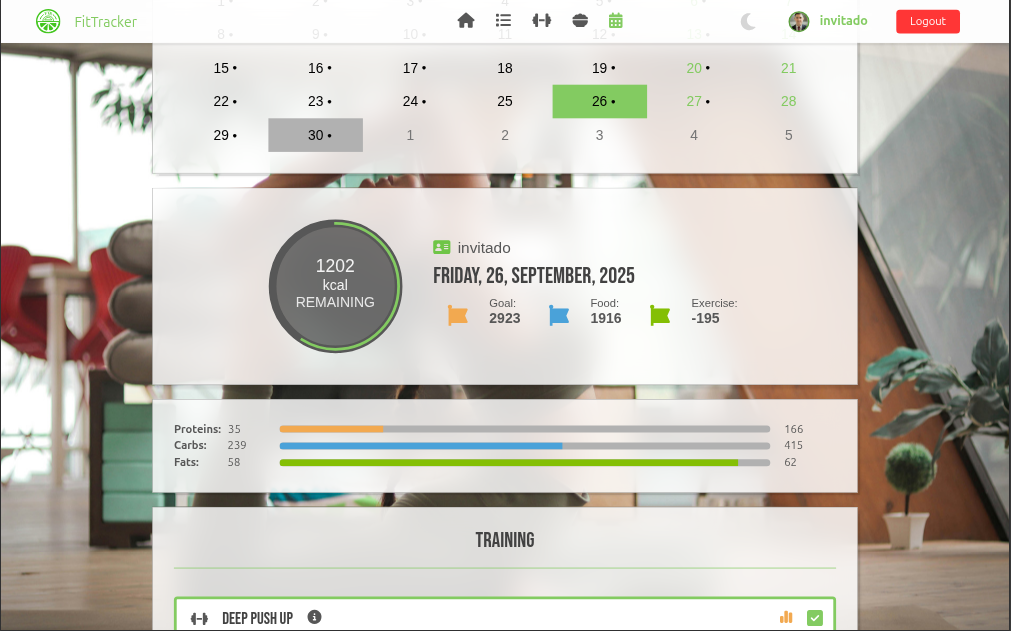 FitTracker invitado Logout
1 2 • 3 • 4 5 • 6 • 7
8 • 9 • 10 • 11 12 • 13 • 14
15 • 16 • 17 • 18 19 • 20 • 21
22 • 23 • 24 • 25 26 • 27 • 28
29 • 30 • 1 2 3 4 5
1202
kcal
REMAINING
invitado
FRIDAY, 26, SEPTEMBER, 2025
Goal: Food: Exercise:
2923 1916 -195
Proteins: 35 166
Carbs: 239 415
Fats: 58 62
TRAINING
DEEP PUSH UP